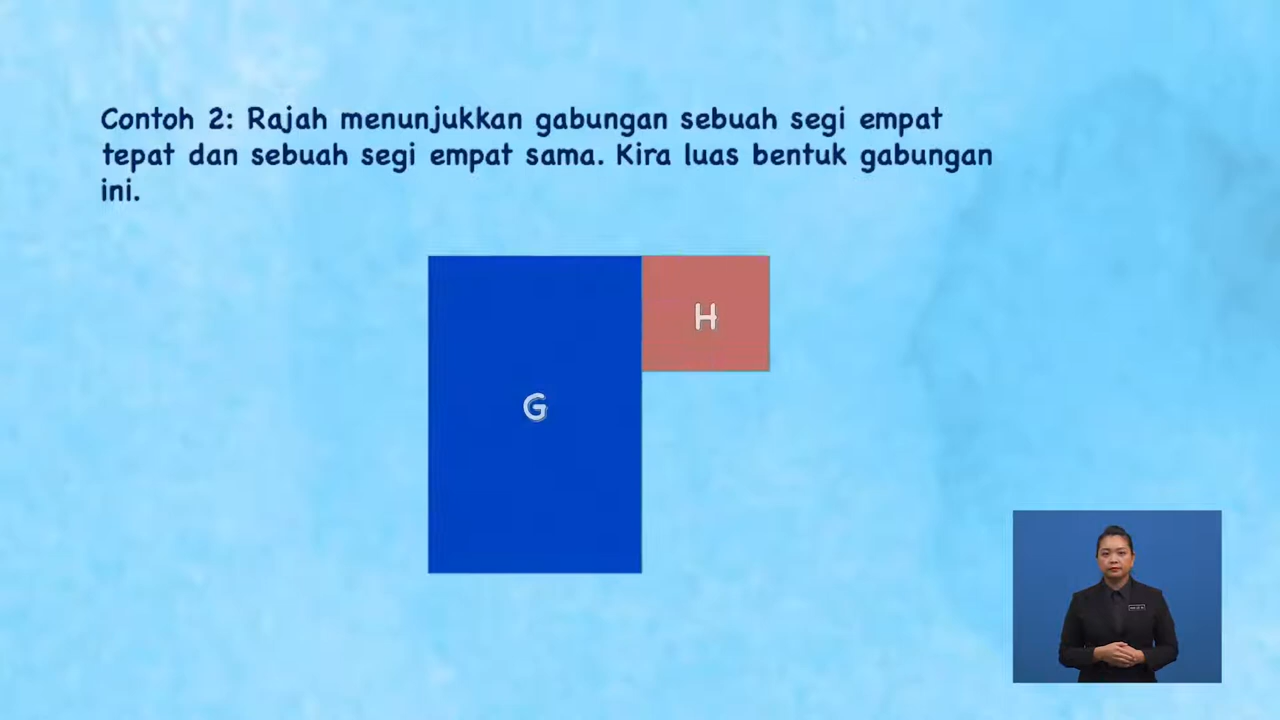 Contoh 2: Rajah menunjukkan gabungan sebuah segi empat
tepat dan sebuah segi empat sama. Kira luas bentuk gabungan
ini.
H
G